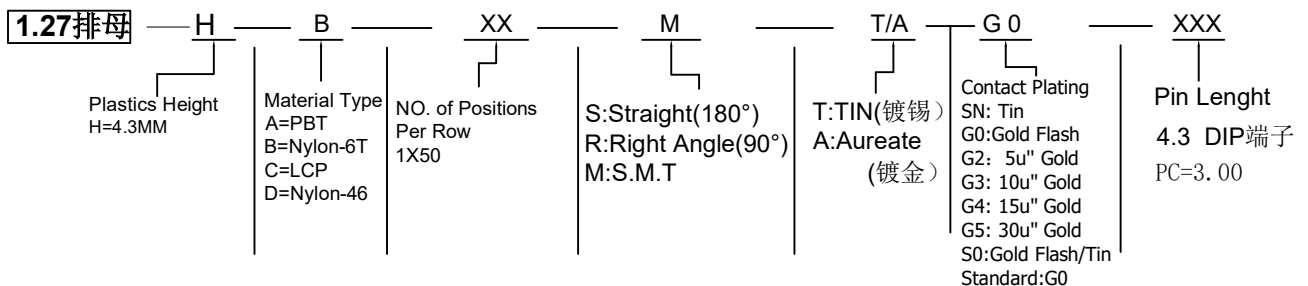 1.27排母 H B XX M T/A G 0 XXX
Plastics Height
H=4.3MM
Material Type
A=PBT
B=Nylon-6T
C=LCP
D=Nylon-46
NO. of Positions
Per Row
1X50
S:Straight(180°)
R:Right Angle(90°)
M:S.M.T
T:TIN(镀锡）
A:Aureate
(镀金）
Contact Plating
SN: Tin
G0:Gold Flash
G2： 5u" Gold
G3: 10u" Gold
G4: 15u" Gold
G5: 30u" Gold
S0:Gold Flash/Tin
Standard:G0
Pin Lenght
4.3 DIP端子
PC=3.00